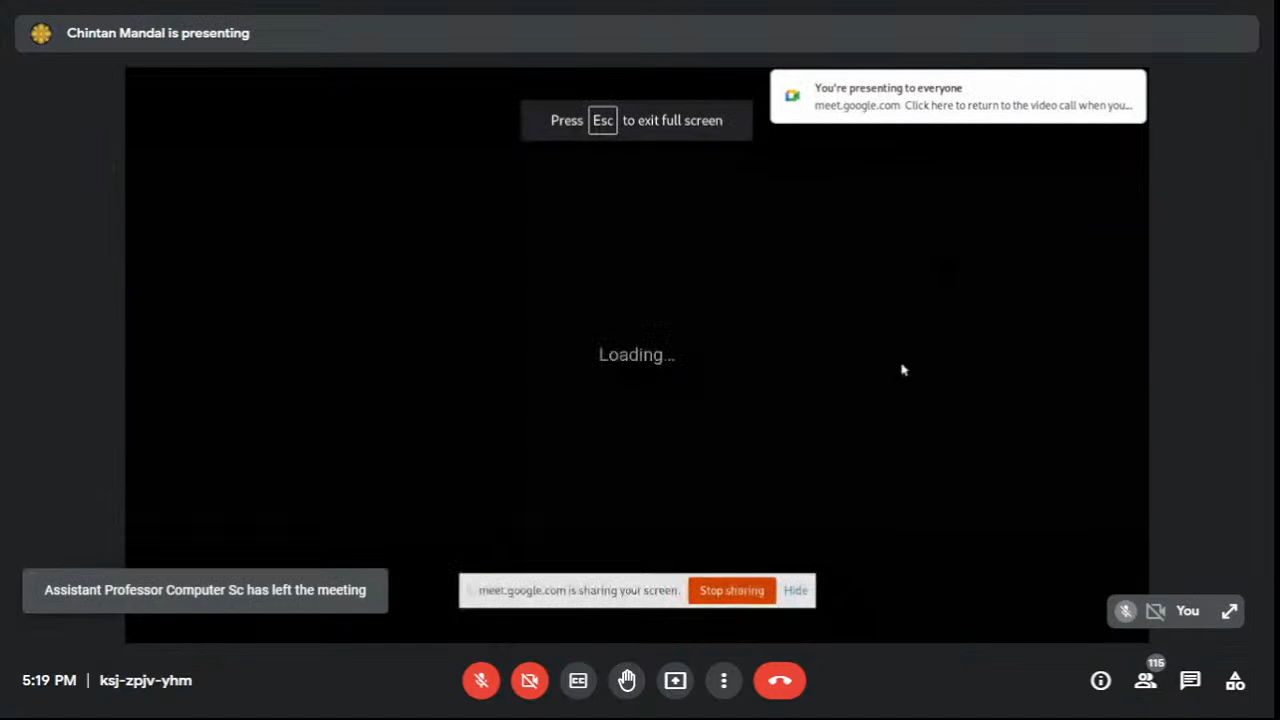 Chintan Mandal is presenting
You're presenting to everyone
meet.google.com Click here to return to the video call when you...
Press Esc to exit full screen
Loading...
Assistant Professor Computer Sc has left the meeting
meet.google.com is sharing your screen. Stop sharing Hide
You
5:19 PM | ksj-zpjv-yhm
CC
115